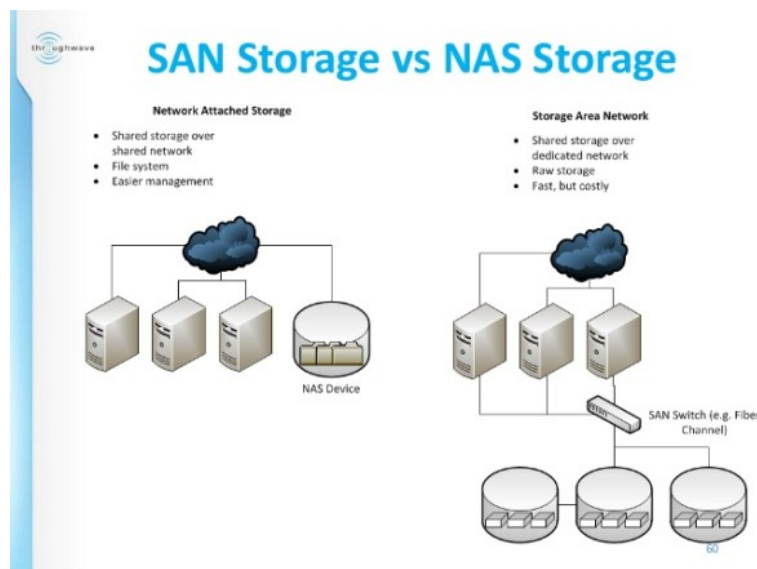 throughwave
SAN Storage vs NAS Storage
Network Attached Storage
• Shared storage over
shared network
• File system
• Easier management
NAS Device
Storage Area Network
• Shared storage over
dedicated network
• Raw storage
• Fast, but costly
SAN Switch (e.g. Fiber
Channel)
60